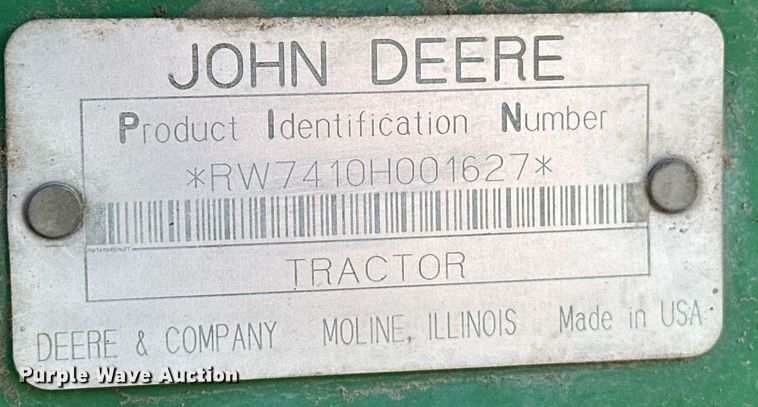 JOHN DEERE
Product Identification Number
*RW7410H001627*
TRACTOR
DEERE & COMPANY MOLINE, ILLINOIS Made in USA
Purple Wave Auction